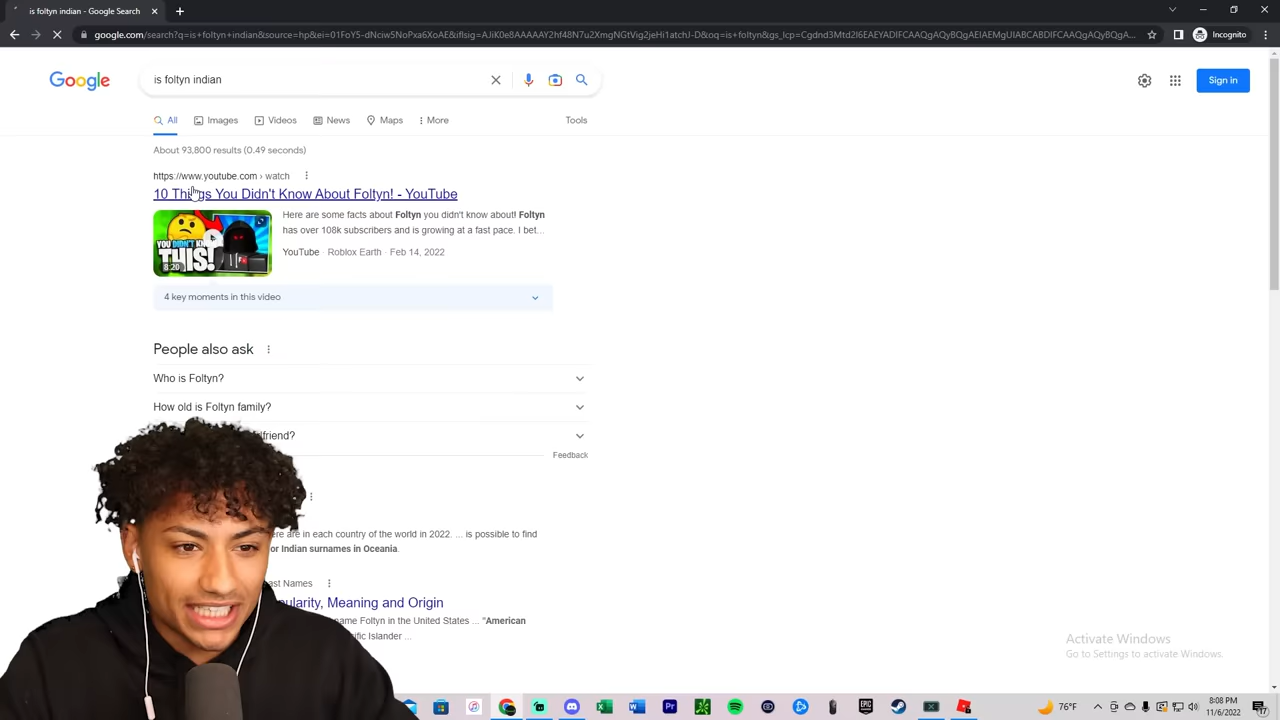 is foltyn indian - Google Search
Incognito
is foltyn indian
Google
Sign in
All Images Videos News Maps More Tools
About 93,800 results (0.49 seconds)
https://www.youtube.com › watch
10 Things You Didn't Know About Foltyn! - YouTube
Here are some facts about Foltyn you didn't know about! Foltyn
has over 108k subscribers and is growing at a fast pace. I bet...
YOU DIDN'T KNOW
THIS!
8:20
YouTube · Roblox Earth · Feb 14, 2022
4 key moments in this video
People also ask
Who is Foltyn?
How old is Foltyn family?
Feedback
ere are in each country of the world in 2022. ... is possible to find
or Indian surnames in Oceania.
ast Names
ularity, Meaning and Origin
ame Foltyn in the United States ... "American
ific Islander ...
Activate Windows
Go to Settings to activate Windows.
76°F
8:08 PM
11/6/2022